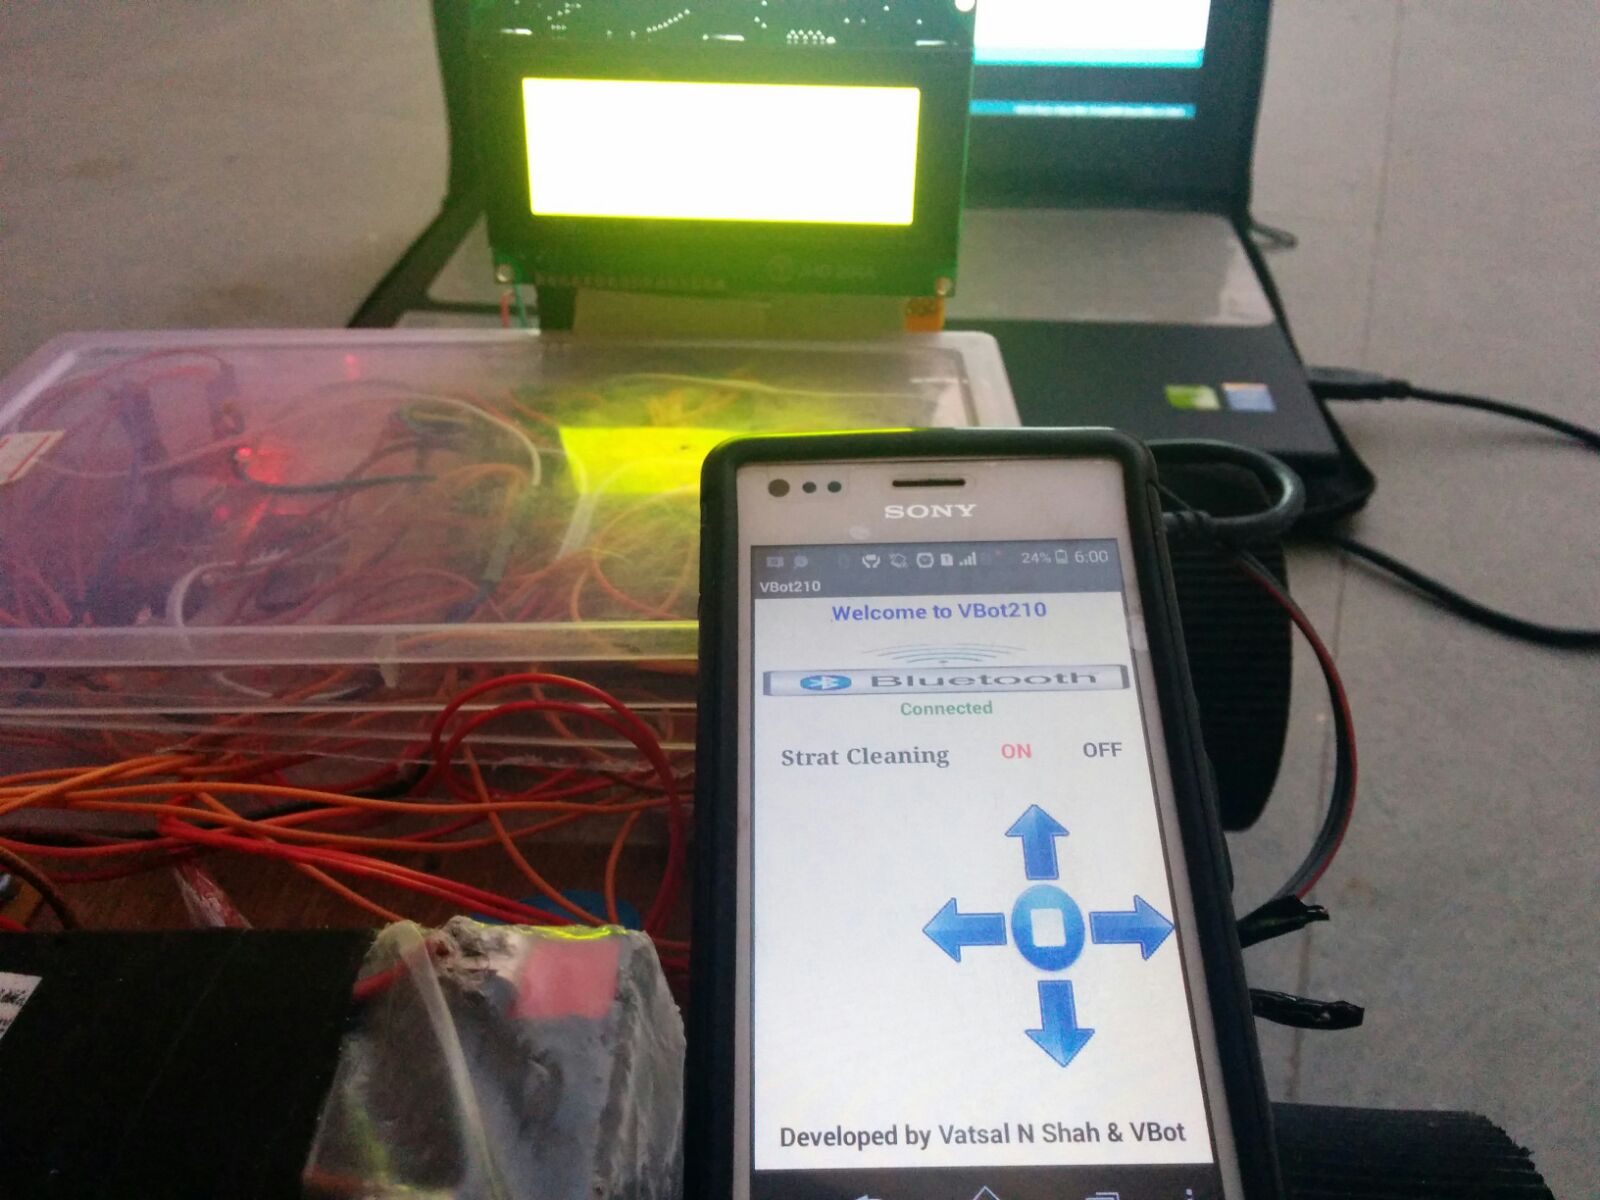 SONY
24% 6:00
VBot210
Welcome to VBot210
Bluetooth
Connected
Strat Cleaning ON OFF
Developed by Vatsal N Shah & VBot